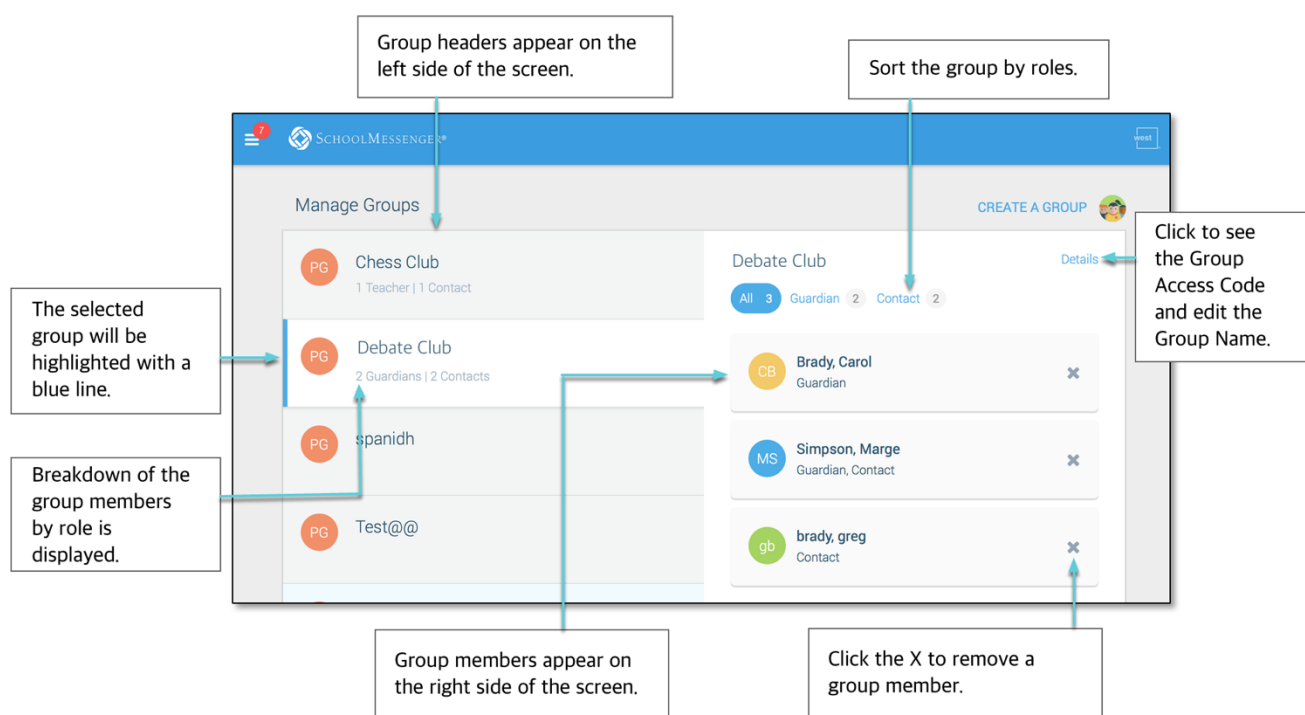 Group headers appear on the
left side of the screen.
Sort the group by roles.
7
SCHOOLMESSENGER®
west
Manage Groups
CREATE A GROUP
Click to see
the Group
Access Code
and edit the
Group Name.
PG
Chess Club
1 Teacher | 1 Contact
Debate Club
Details
All 3 Guardian 2 Contact 2
The selected
group will be
highlighted with a
blue line.
PG
Debate Club
2 Guardians | 2 Contacts
CB
Brady, Carol
Guardian
PG
spanidh
MS
Simpson, Marge
Guardian, Contact
Breakdown of the
group members
by role is
displayed.
PG
Test@@
gb
brady, greg
Contact
Group members appear on
the right side of the screen.
Click the X to remove a
group member.